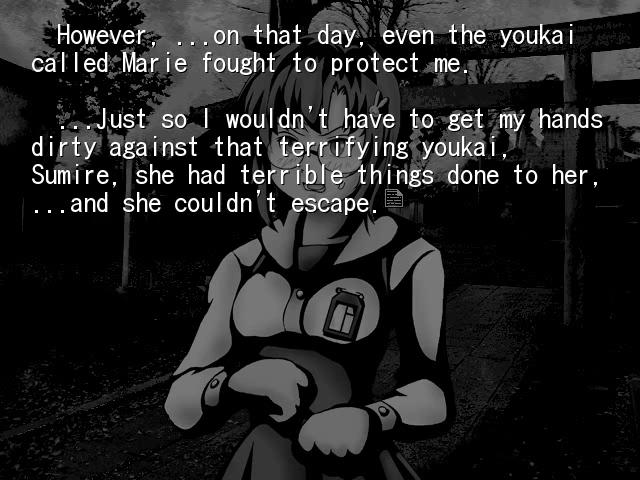 However, ...on that day, even the youkai
called Marie fought to protect me.
...Just so I wouldn't have to get my hands
dirty against that terrifying youkai,
Sumire, she had terrible things done to her,
...and she couldn't escape.